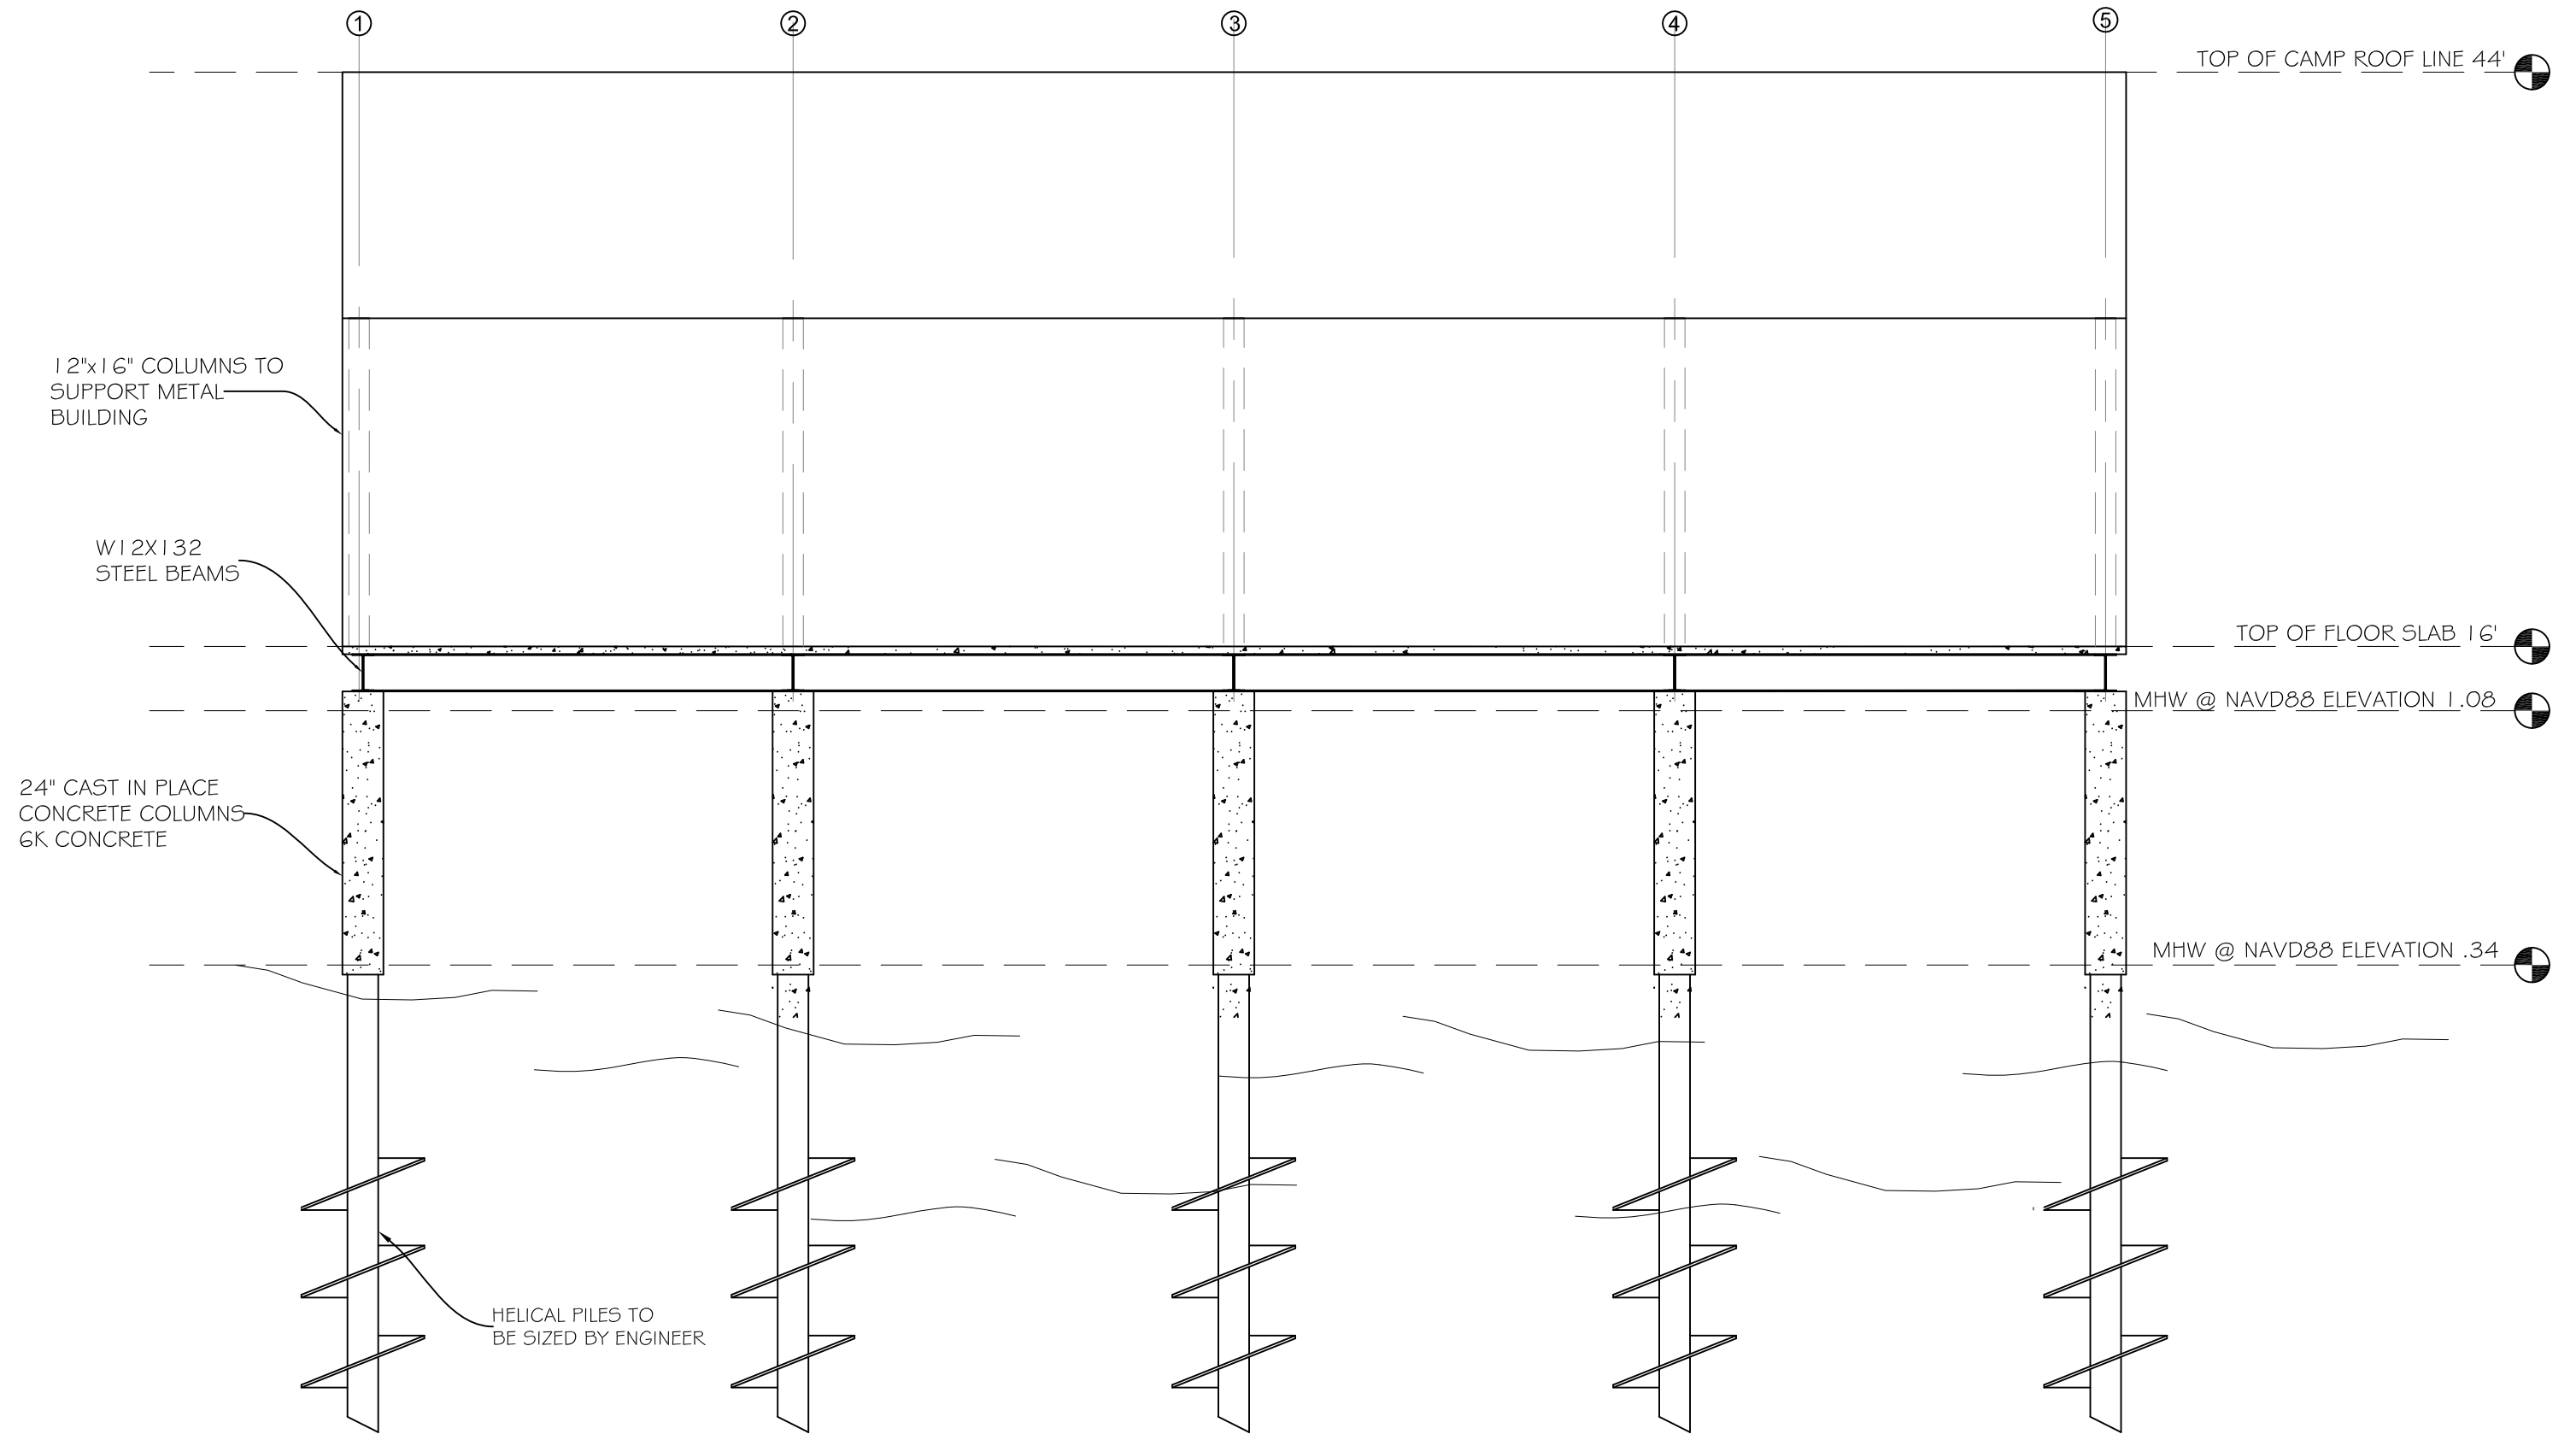 1
2
3
4
5
TOP OF CAMP ROOF LINE 44'
12"x16" COLUMNS TO
SUPPORT METAL
BUILDING
W12X132
STEEL BEAMS
TOP OF FLOOR SLAB 16'
MHW @ NAVD88 ELEVATION 1.08
24" CAST IN PLACE
CONCRETE COLUMNS
6K CONCRETE
MHW @ NAVD88 ELEVATION .34
HELICAL PILES TO
BE SIZED BY ENGINEER